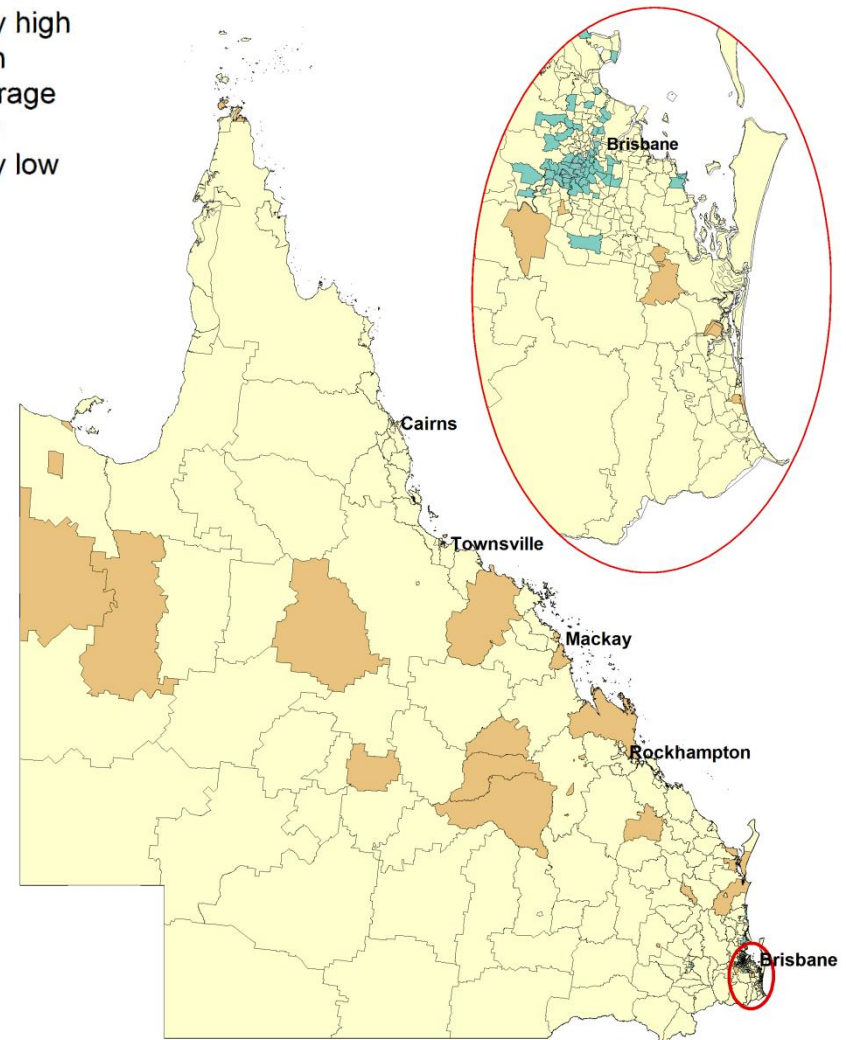 y high
rage
y low
Brisbane
Cairns
Townsville
Mackay
Rockhampton
Brisbane